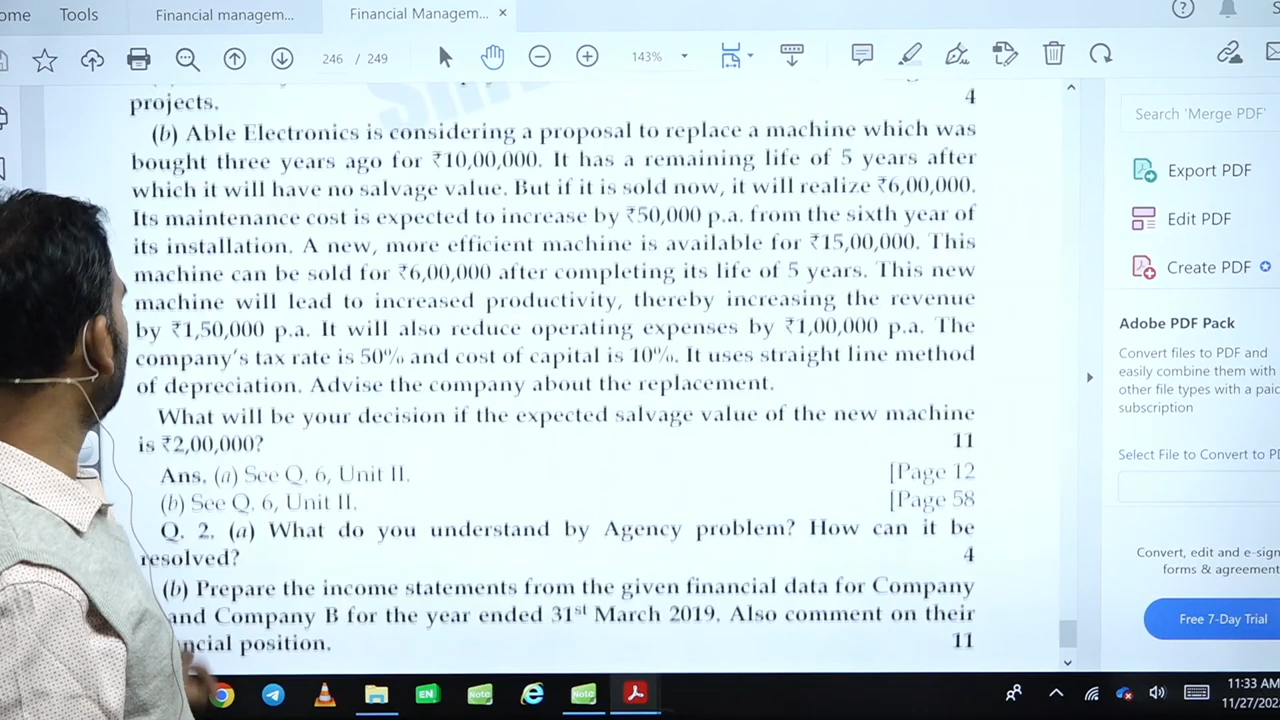 ome Tools Financial managem... Financial Managem... ×
246 / 249 143%
projects. 4
(b) Able Electronics is considering a proposal to replace a machine which was
bought three years ago for ₹10,00,000. It has a remaining life of 5 years after
which it will have no salvage value. But if it is sold now, it will realize ₹6,00,000.
Its maintenance cost is expected to increase by ₹50,000 p.a. from the sixth year of
its installation. A new, more efficient machine is available for ₹15,00,000. This
machine can be sold for ₹6,00,000 after completing its life of 5 years. This new
machine will lead to increased productivity, thereby increasing the revenue
by ₹1,50,000 p.a. It will also reduce operating expenses by ₹1,00,000 p.a. The
company's tax rate is 50% and cost of capital is 10%. It uses straight line method
of depreciation. Advise the company about the replacement.
What will be your decision if the expected salvage value of the new machine
is ₹2,00,000? 11
Ans. (a) See Q. 6, Unit II. [Page 12
(b) See Q. 6, Unit II. [Page 58
Q. 2. (a) What do you understand by Agency problem? How can it be
resolved? 4
(b) Prepare the income statements from the given financial data for Company
and Company B for the year ended 31st March 2019. Also comment on their
ncial position. 11
Search 'Merge PDF'
Export PDF
Edit PDF
Create PDF
Adobe PDF Pack
Convert files to PDF and
easily combine them with
other file types with a paid
subscription
Select File to Convert to PD
Convert, edit and e-sign
forms & agreement
Free 7-Day Trial
EN Note Note
11:33 AM
11/27/202